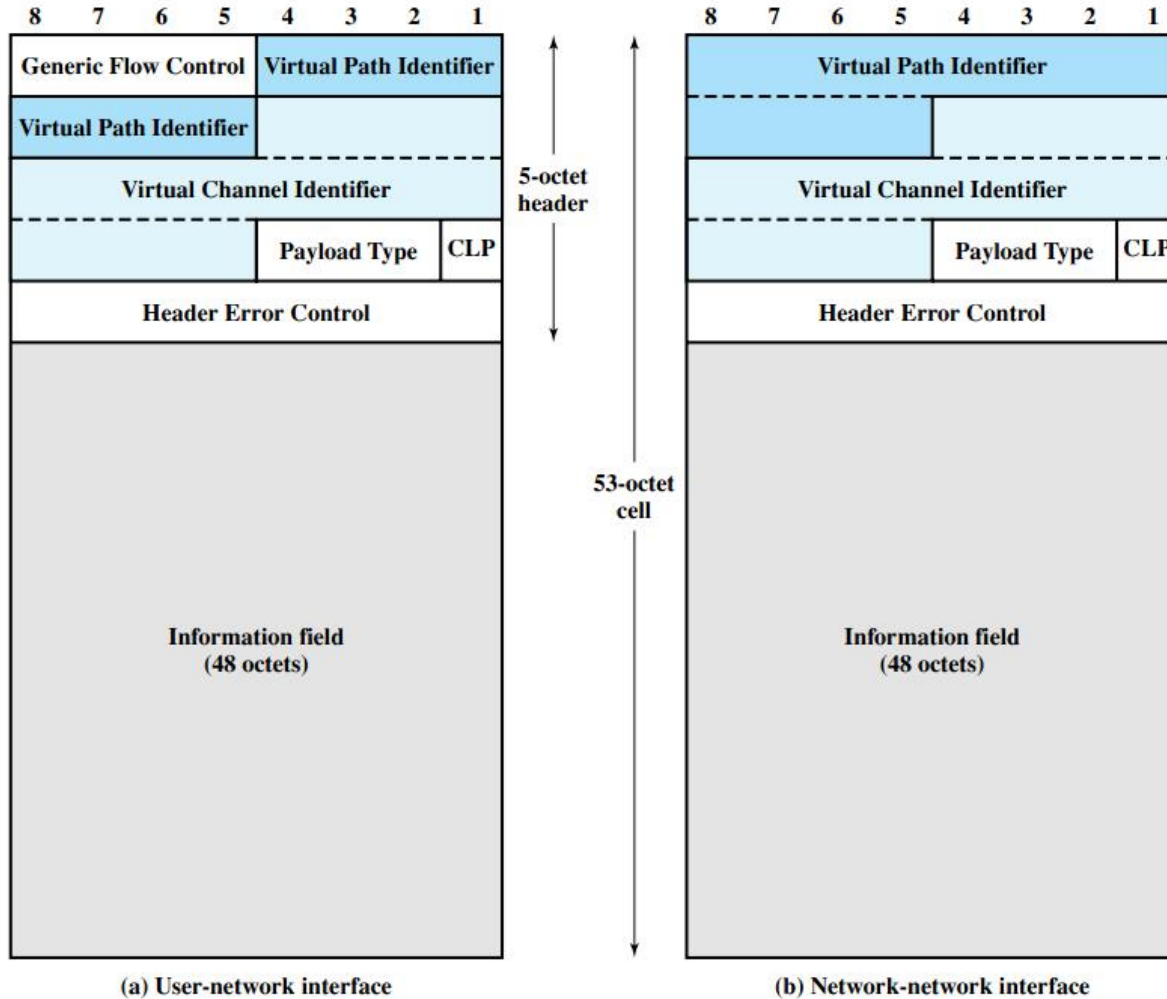 8 7 6 5 4 3 2 1
Generic Flow Control Virtual Path Identifier
Virtual Path Identifier
Virtual Channel Identifier
Payload Type CLP
Header Error Control
Information field
(48 octets)
(a) User-network interface
5-octet
header
53-octet
cell
8 7 6 5 4 3 2 1
Virtual Path Identifier
Virtual Channel Identifier
Payload Type CLP
Header Error Control
Information field
(48 octets)
(b) Network-network interface